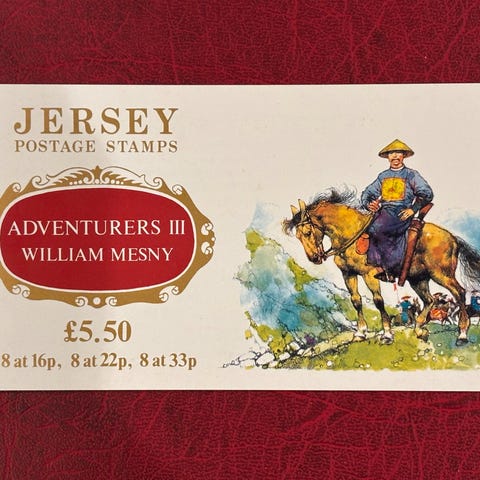 JERSEY
POSTAGE STAMPS
ADVENTURERS III
WILLIAM MESNY
£5.50
8 at 16p, 8 at 22p, 8 at 33p